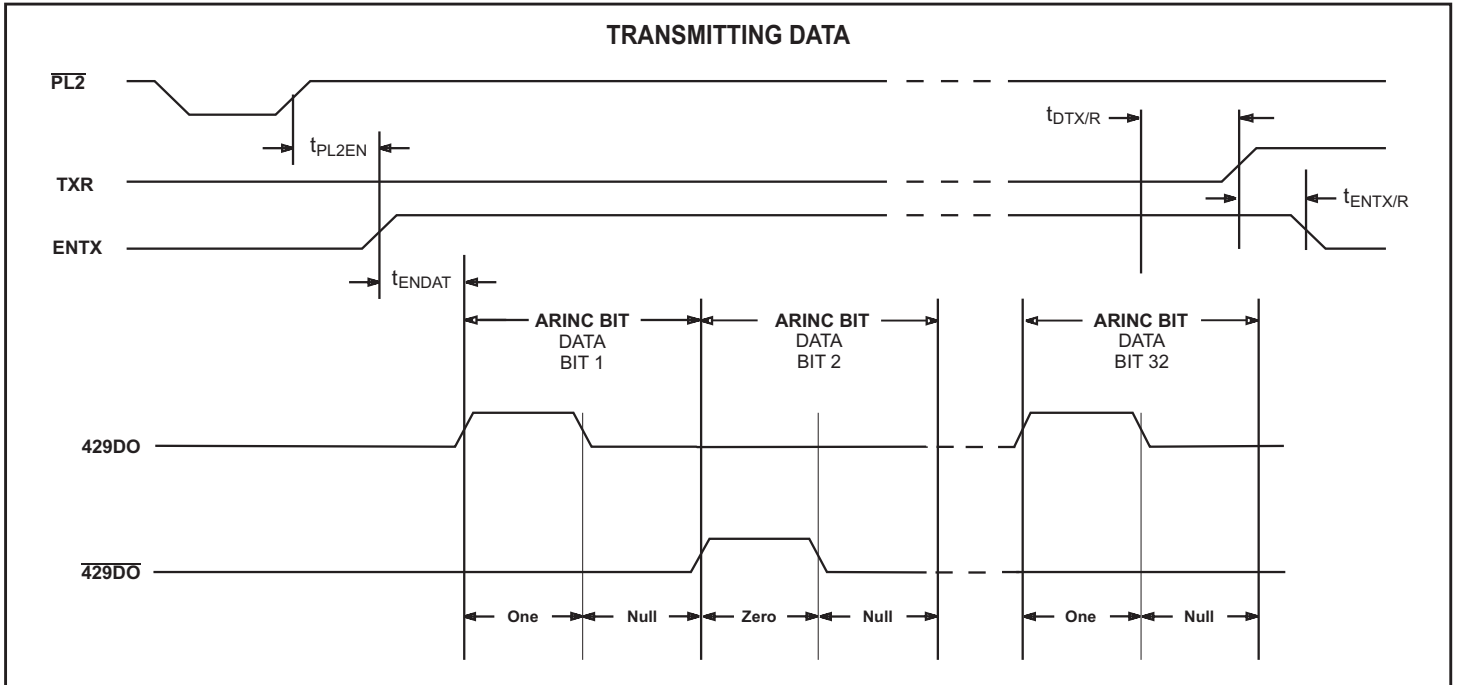 TRANSMITTING DATA
PL2
tDTX/R
tPL2EN
TXR
tENTX/R
ENTX
tENDAT
ARINC BIT ARINC BIT ARINC BIT
DATA DATA DATA
BIT 1 BIT 2 BIT 32
429DO
429DO
One Null Zero Null One Null